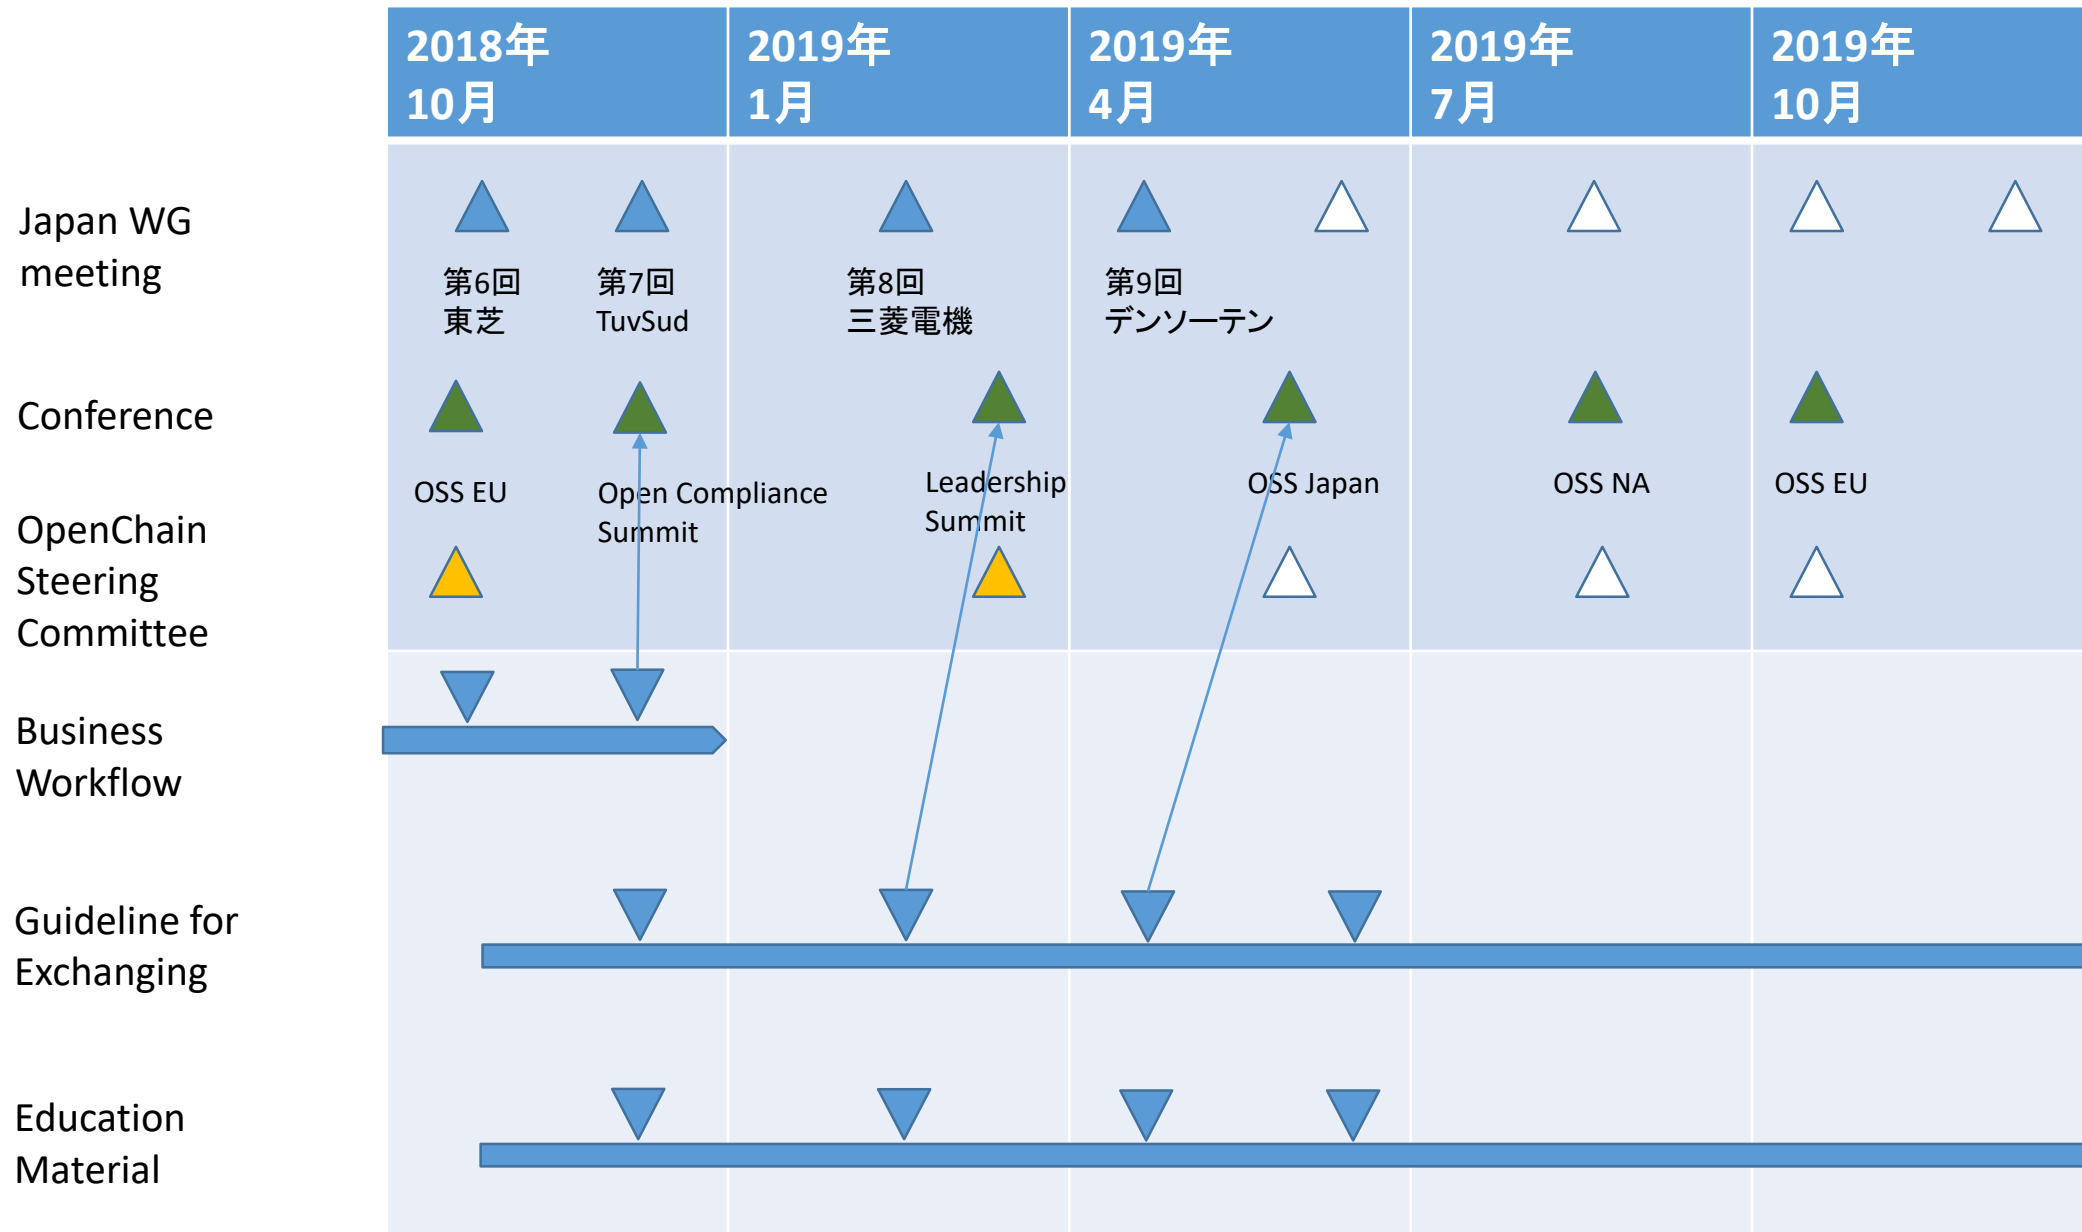 2018年
10月
2019年
1月
2019年
4月
2019年
7月
2019年
10月
Japan WG
meeting
第6回
東芝
第7回
TuvSud
第8回
三菱電機
第9回
デンソーテン
Conference
OSS EU
Open Compliance
Summit
Leadership
Summit
OSS Japan
OSS NA
OSS EU
OpenChain
Steering
Committee
Business
Workflow
Guideline for
Exchanging
Education
Material